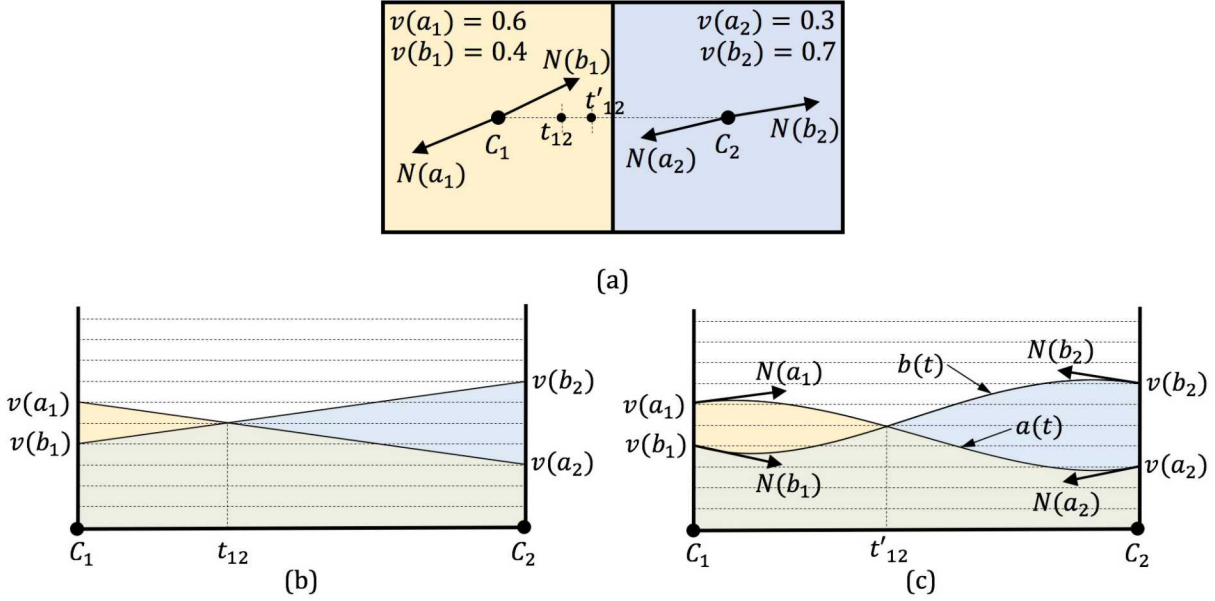 v(a₁) = 0.6
v(b₁) = 0.4
v(a₂) = 0.3
v(b₂) = 0.7
N(b₁)
t'₁₂
t₁₂
C₁
N(a₁)
N(a₂)
C₂
N(b₂)
(a)
v(a₁)
v(b₁)
v(b₂)
v(a₂)
C₁
t₁₂
C₂
(b)
v(a₁)
v(b₁)
N(a₁)
N(b₁)
b(t)
a(t)
N(b₂)
v(b₂)
v(a₂)
N(a₂)
C₁
t'₁₂
C₂
(c)